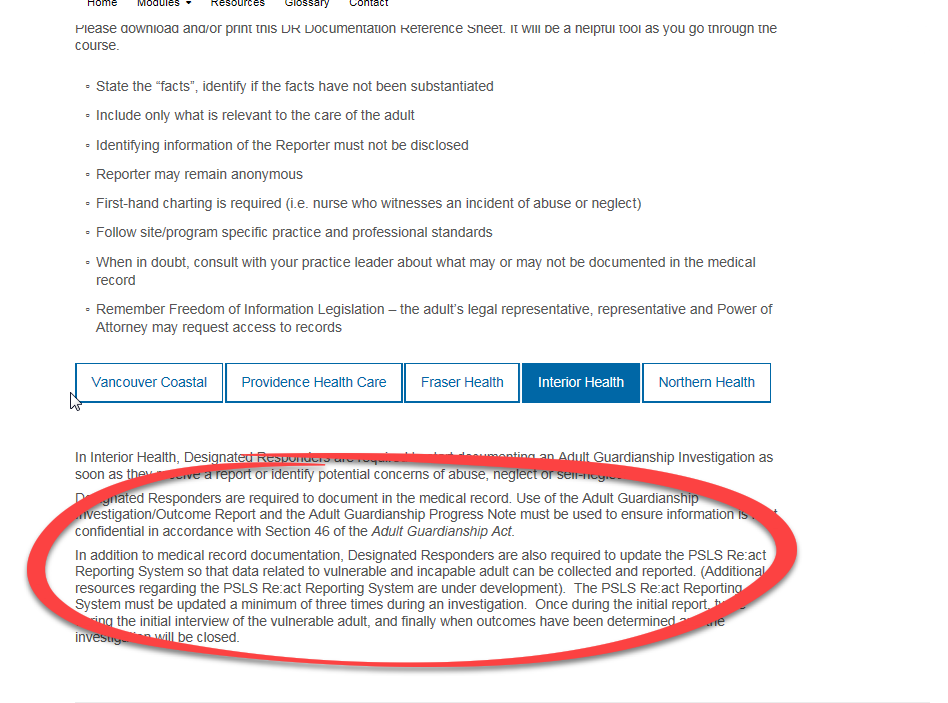 Home Modules Resources Glossary Contact
Please download and/or print this DR Documentation Reference Sheet. It will be a helpful tool as you go through the
course.
State the “facts”, identify if the facts have not been substantiated
Include only what is relevant to the care of the adult
Identifying information of the Reporter must not be disclosed
Reporter may remain anonymous
First-hand charting is required (i.e. nurse who witnesses an incident of abuse or neglect)
Follow site/program specific practice and professional standards
When in doubt, consult with your practice leader about what may or may not be documented in the medical
record
Remember Freedom of Information Legislation – the adult’s legal representative, representative and Power of
Attorney may request access to records
Vancouver Coastal Providence Health Care Fraser Health Interior Health Northern Health
In Interior Health, Designated Responders are required to start documenting an Adult Guardianship Investigation as
soon as they receive a report or identify potential concerns of abuse, neglect or self-neglect
Designated Responders are required to document in the medical record. Use of the Adult Guardianship
Investigation/Outcome Report and the Adult Guardianship Progress Note must be used to ensure information is
confidential in accordance with Section 46 of the Adult Guardianship Act.
In addition to medical record documentation, Designated Responders are also required to update the PSLS Re:act
Reporting System so that data related to vulnerable and incapable adult can be collected and reported. (Additional
resources regarding the PSLS Re:act Reporting System are under development). The PSLS Re:act Reporting
System must be updated a minimum of three times during an investigation. Once during the initial report,
during the initial interview of the vulnerable adult, and finally when outcomes have been determined and the
investigation will be closed.